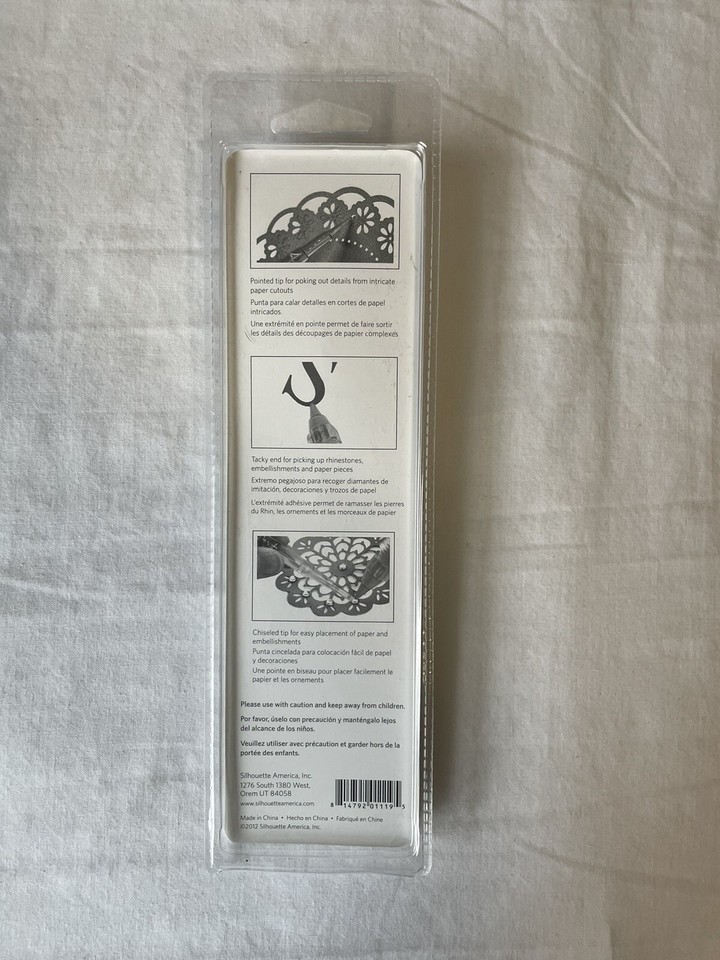 Pointed tip for poking out details from intricate
paper cutouts
Punta para calar detalles en cortes de papel
intricados
Une extrémité en pointe permet de faire sortir
les détails des découpages de papier complexes
Tacky end for picking up rhinestones,
embellishments and paper pieces
Extremo pegajoso para recoger diamantes de
imitación, decoraciones y trozos de papel
L'extrémité adhésive permet de ramasser les pierres
du Rhin, les ornements et les morceaux de papier
Chiseled tip for easy placement of paper and
embellishments
Punta cincelada para colocación fácil de papel
y decoraciones
Une pointe en biseau pour placer facilement le
papier et les ornements
Please use with caution and keep away from children.
Por favor, úselo con precaución y manténgalo lejos
del alcance de los niños.
Veuillez utiliser avec précaution et garder hors de la
portée des enfants.
Silhouette America, Inc.
1276 South 1380 West,
Orem UT 84058
www.silhouetteamerica.com
8 14792 01119 5
Made in China • Hecho en China • Fabriqué en Chine
©2012 Silhouette America, Inc.